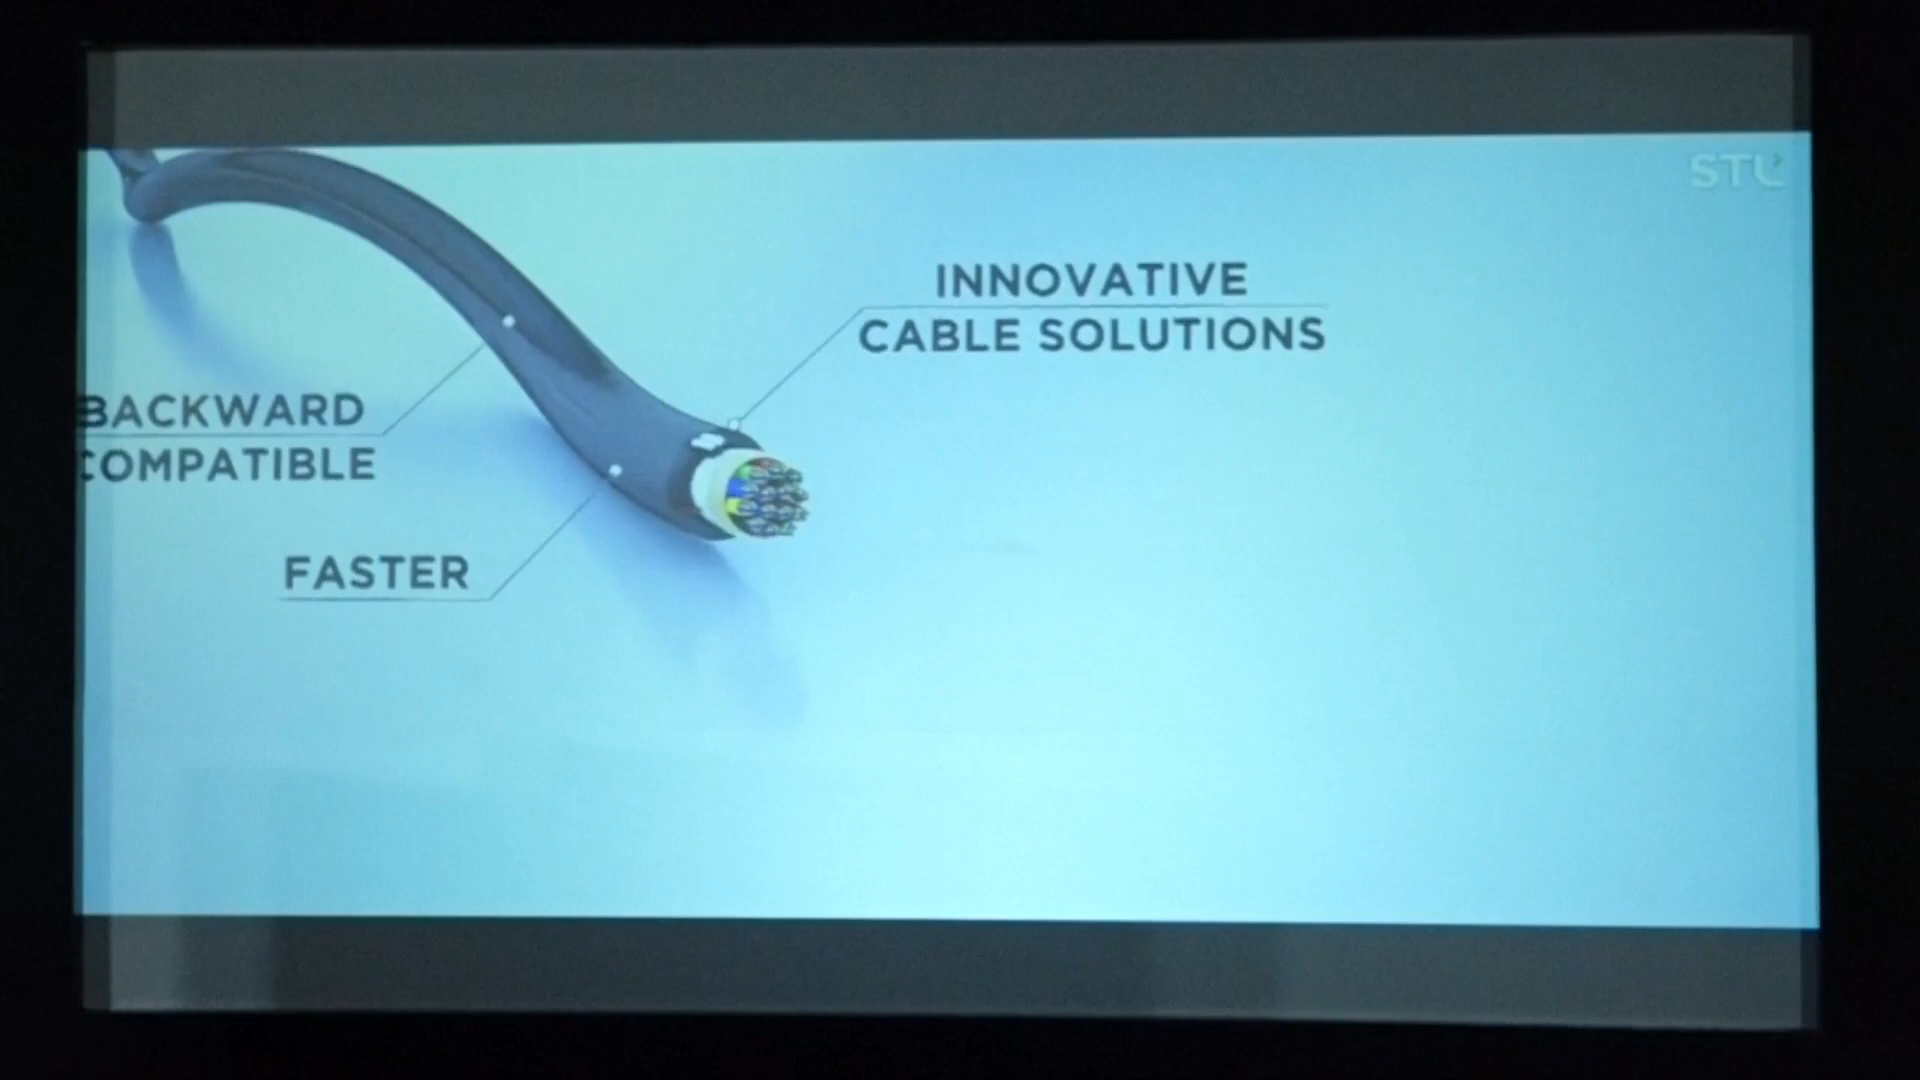 STL
INNOVATIVE
CABLE SOLUTIONS
BACKWARD
COMPATIBLE
FASTER